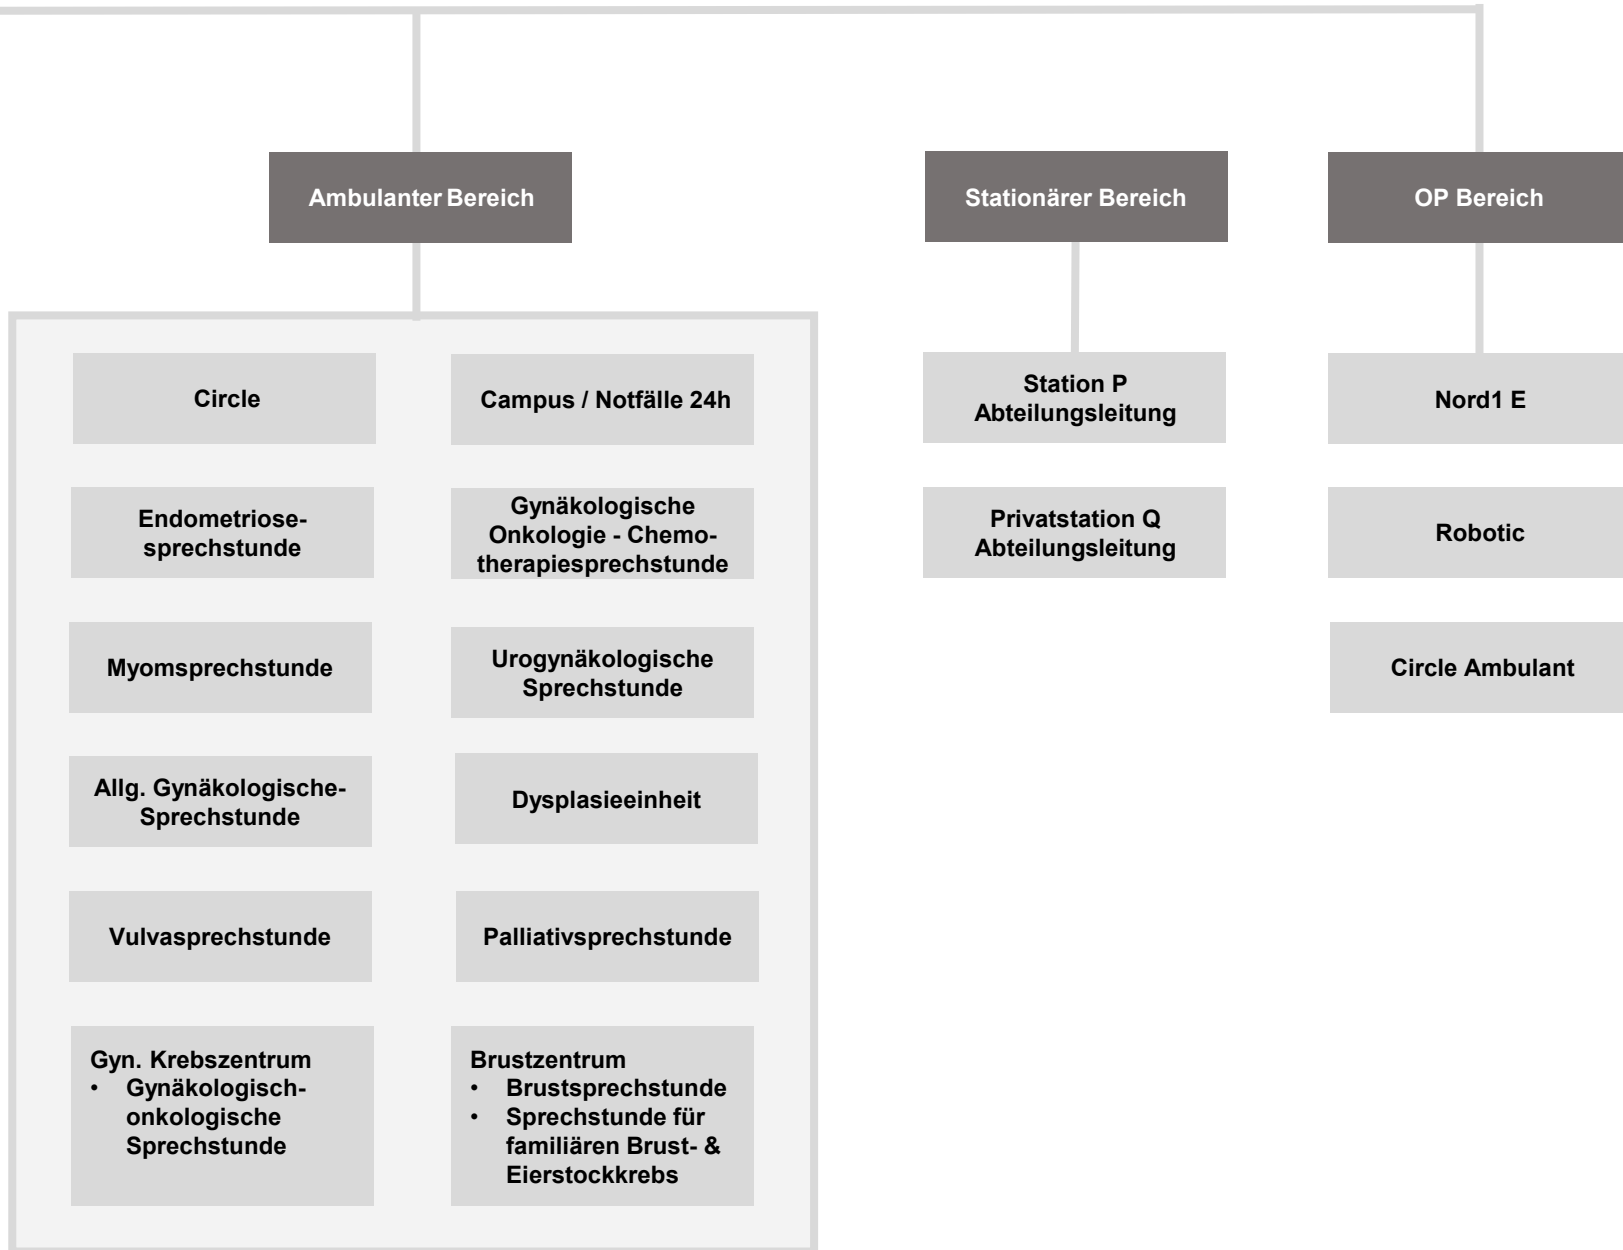 Ambulanter Bereich
Stationärer Bereich
OP Bereich
Circle
Campus / Notfälle 24h
Station P
Abteilungsleitung
Nord1 E
Endometriose-
sprechstunde
Gynäkologische
Onkologie - Chemo-
therapiesprechstunde
Privatstation Q
Abteilungsleitung
Robotic
Myomsprechstunde
Urogynäkologische
Sprechstunde
Circle Ambulant
Allg. Gynäkologische-
Sprechstunde
Dysplasieeinheit
Vulvasprechstunde
Palliativsprechstunde
Gyn. Krebszentrum
• Gynäkologisch-
onkologische
Sprechstunde
Brustzentrum
• Brustsprechstunde
• Sprechstunde für
familiären Brust- &
Eierstockkrebs